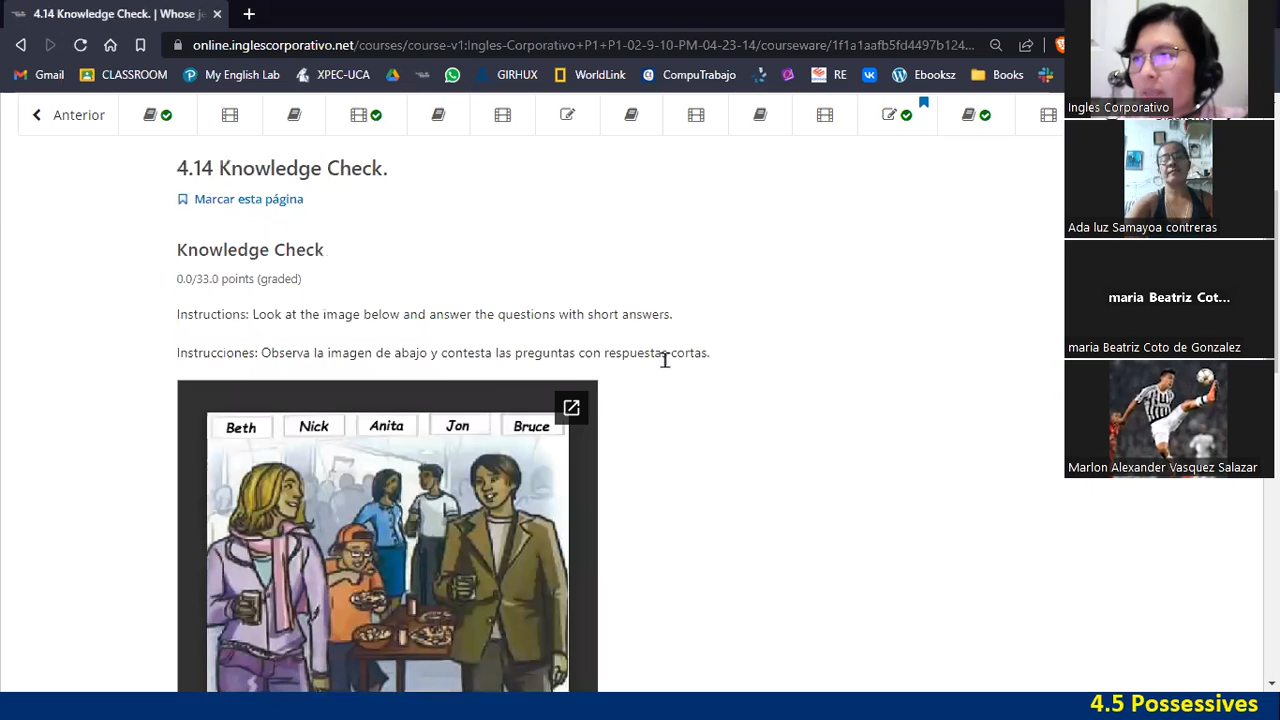 4.14 Knowledge Check. | Whose je
online.inglescorporativo.net/courses/course-v1:Ingles-Corporativo+P1+P1-02-9-10-PM-04-23-14/courseware/1f1a1aafb5fd4497b124...
Gmail
CLASSROOM
My English Lab
XPEC-UCA
GIRHUX
WorldLink
CompuTrabajo
RE
WordPress
Ebooksz
Books
Anterior
4.14 Knowledge Check.
Marcar esta página
Knowledge Check
0.0/33.0 points (graded)
Instructions: Look at the image below and answer the questions with short answers.
Instrucciones: Observa la imagen de abajo y contesta las preguntas con respuestas cortas.
Beth
Nick
Anita
Jon
Bruce
Ingles Corporativo
Ada luz Samayoa contreras
maria Beatriz Cot...
maria Beatriz Coto de Gonzalez
Marlon Alexander Vasquez Salazar
4.5 Possessives